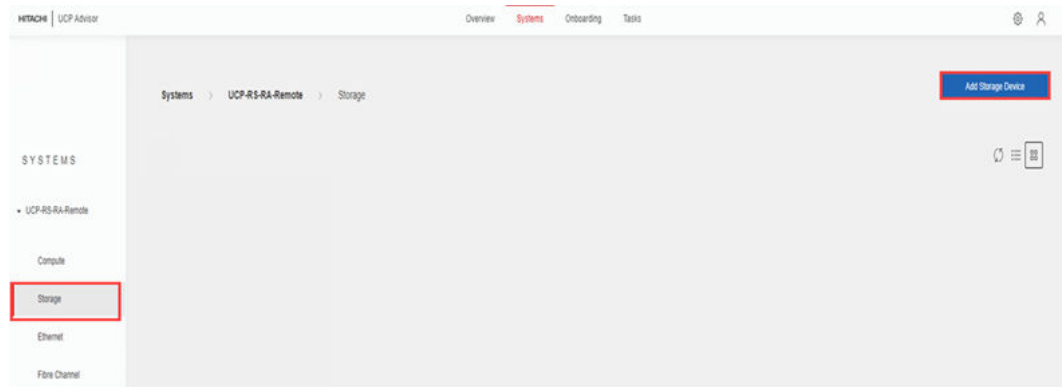 HITACHI | UCP Advisor
Overview Systems Onboarding Tasks
Systems > UCP-RS-RA-Remote > Storage
Add Storage Device
SYSTEMS
UCP-RS-RA-Remote
Compute
Storage
Ethernet
Fibre Channel